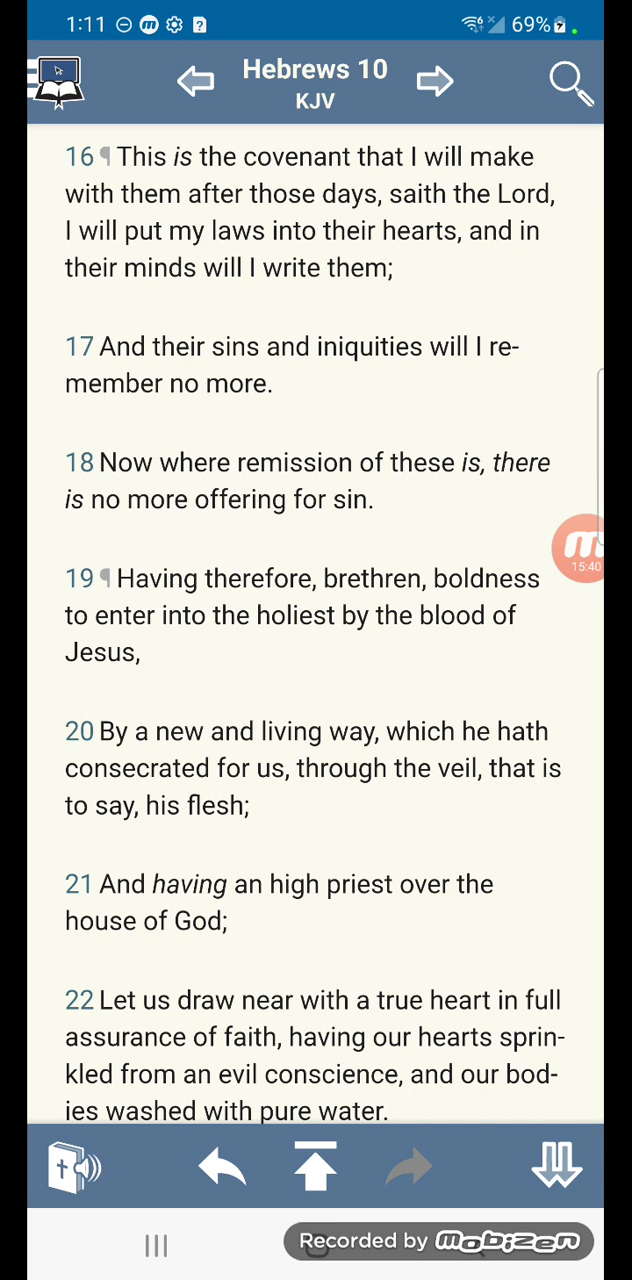 1:11 69%
Hebrews 10
KJV
16 ¶ This is the covenant that I will make
with them after those days, saith the Lord,
I will put my laws into their hearts, and in
their minds will I write them;
17 And their sins and iniquities will I re-
member no more.
18 Now where remission of these is, there
is no more offering for sin.
19 ¶ Having therefore, brethren, boldness
to enter into the holiest by the blood of
Jesus,
20 By a new and living way, which he hath
consecrated for us, through the veil, that is
to say, his flesh;
21 And having an high priest over the
house of God;
22 Let us draw near with a true heart in full
assurance of faith, having our hearts sprin-
kled from an evil conscience, and our bod-
ies washed with pure water.
m
15:40
Recorded by mobizen